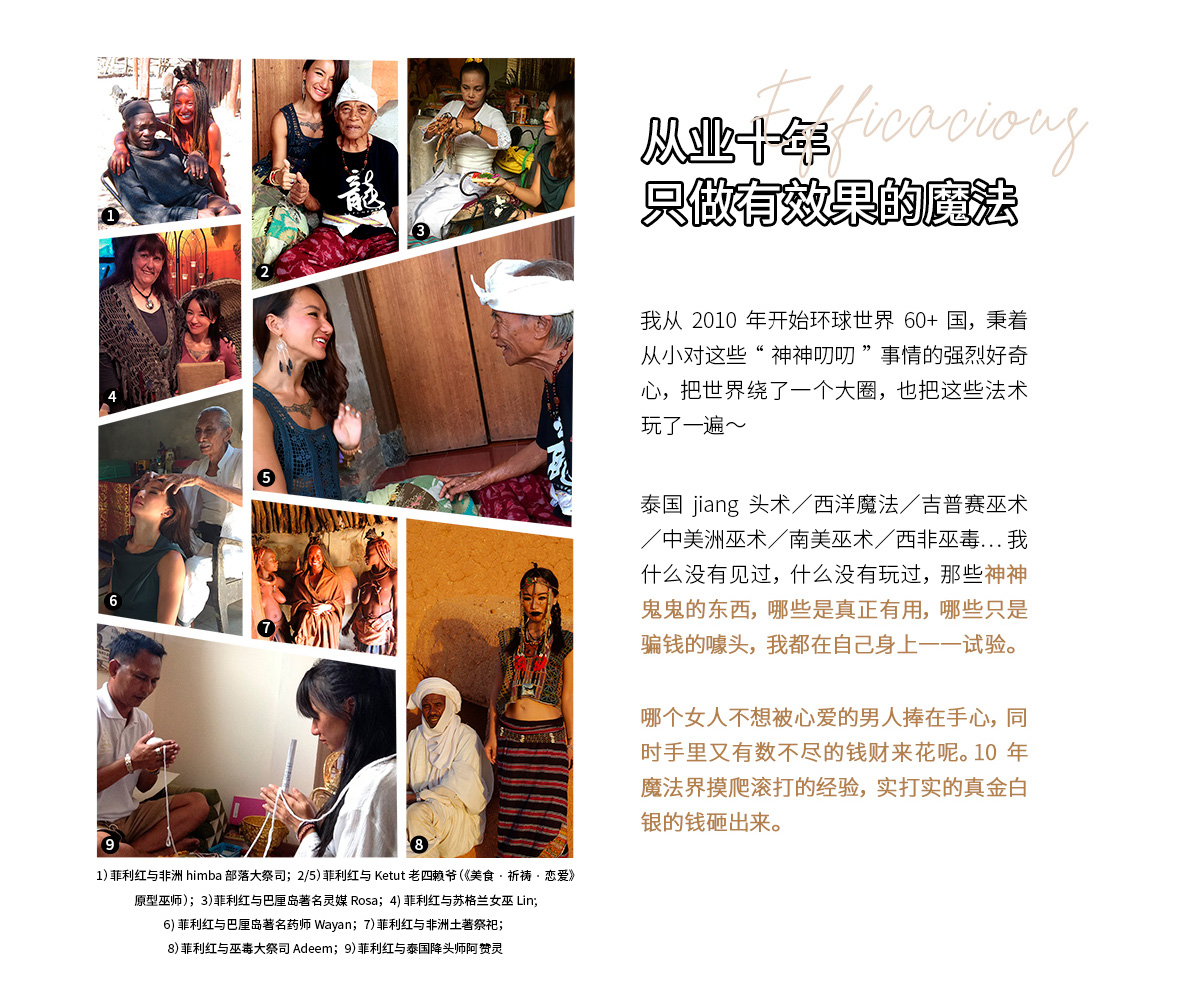 Efficacious
从业十年
只做有效果的魔法
我从 2010 年开始环球世界 60+ 国，秉着
从小对这些“神神叨叨”事情的强烈好奇
心，把世界绕了一个大圈，也把这些法术
玩了一遍～
泰国 jiang 头术／西洋魔法／吉普赛巫术
／中美洲巫术／南美巫术／西非巫毒…我
什么没有见过，什么没有玩过，那些神神
鬼鬼的东西，哪些是真正有用，哪些只是
骗钱的噱头，我都在自己身上一一试验。
哪个女人不想被心爱的男人捧在手心，同
时手里又有数不尽的钱财来花呢。10 年
魔法界摸爬滚打的经验，实打实的真金白
银的钱砸出来。
1
2
龍
3
4
5
6
7
8
9
1）菲利红与非洲 himba 部落大祭司；2/5）菲利红与 Ketut 老四赖爷（《美食·祈祷·恋爱》
原型巫师）；3）菲利红与巴厘岛著名灵媒 Rosa；4) 菲利红与苏格兰女巫 Lin;
6) 菲利红与巴厘岛著名药师 Wayan；7）菲利红与非洲土著祭祀；
8）菲利红与巫毒大祭司 Adeem；9）菲利红与泰国降头师阿赞灵